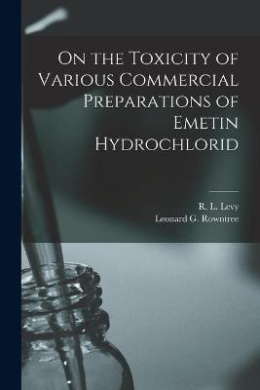 On the Toxicity of
Various Commercial
Preparations of
Emetin
Hydrochlorid
R. L. Levy
Leonard G. Rowntree